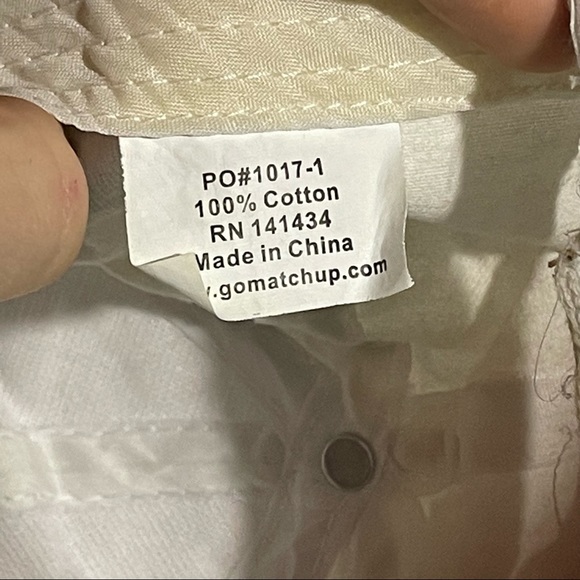 PO#1017-1
100% Cotton
RN 141434
Made in China
.gomatchup.com